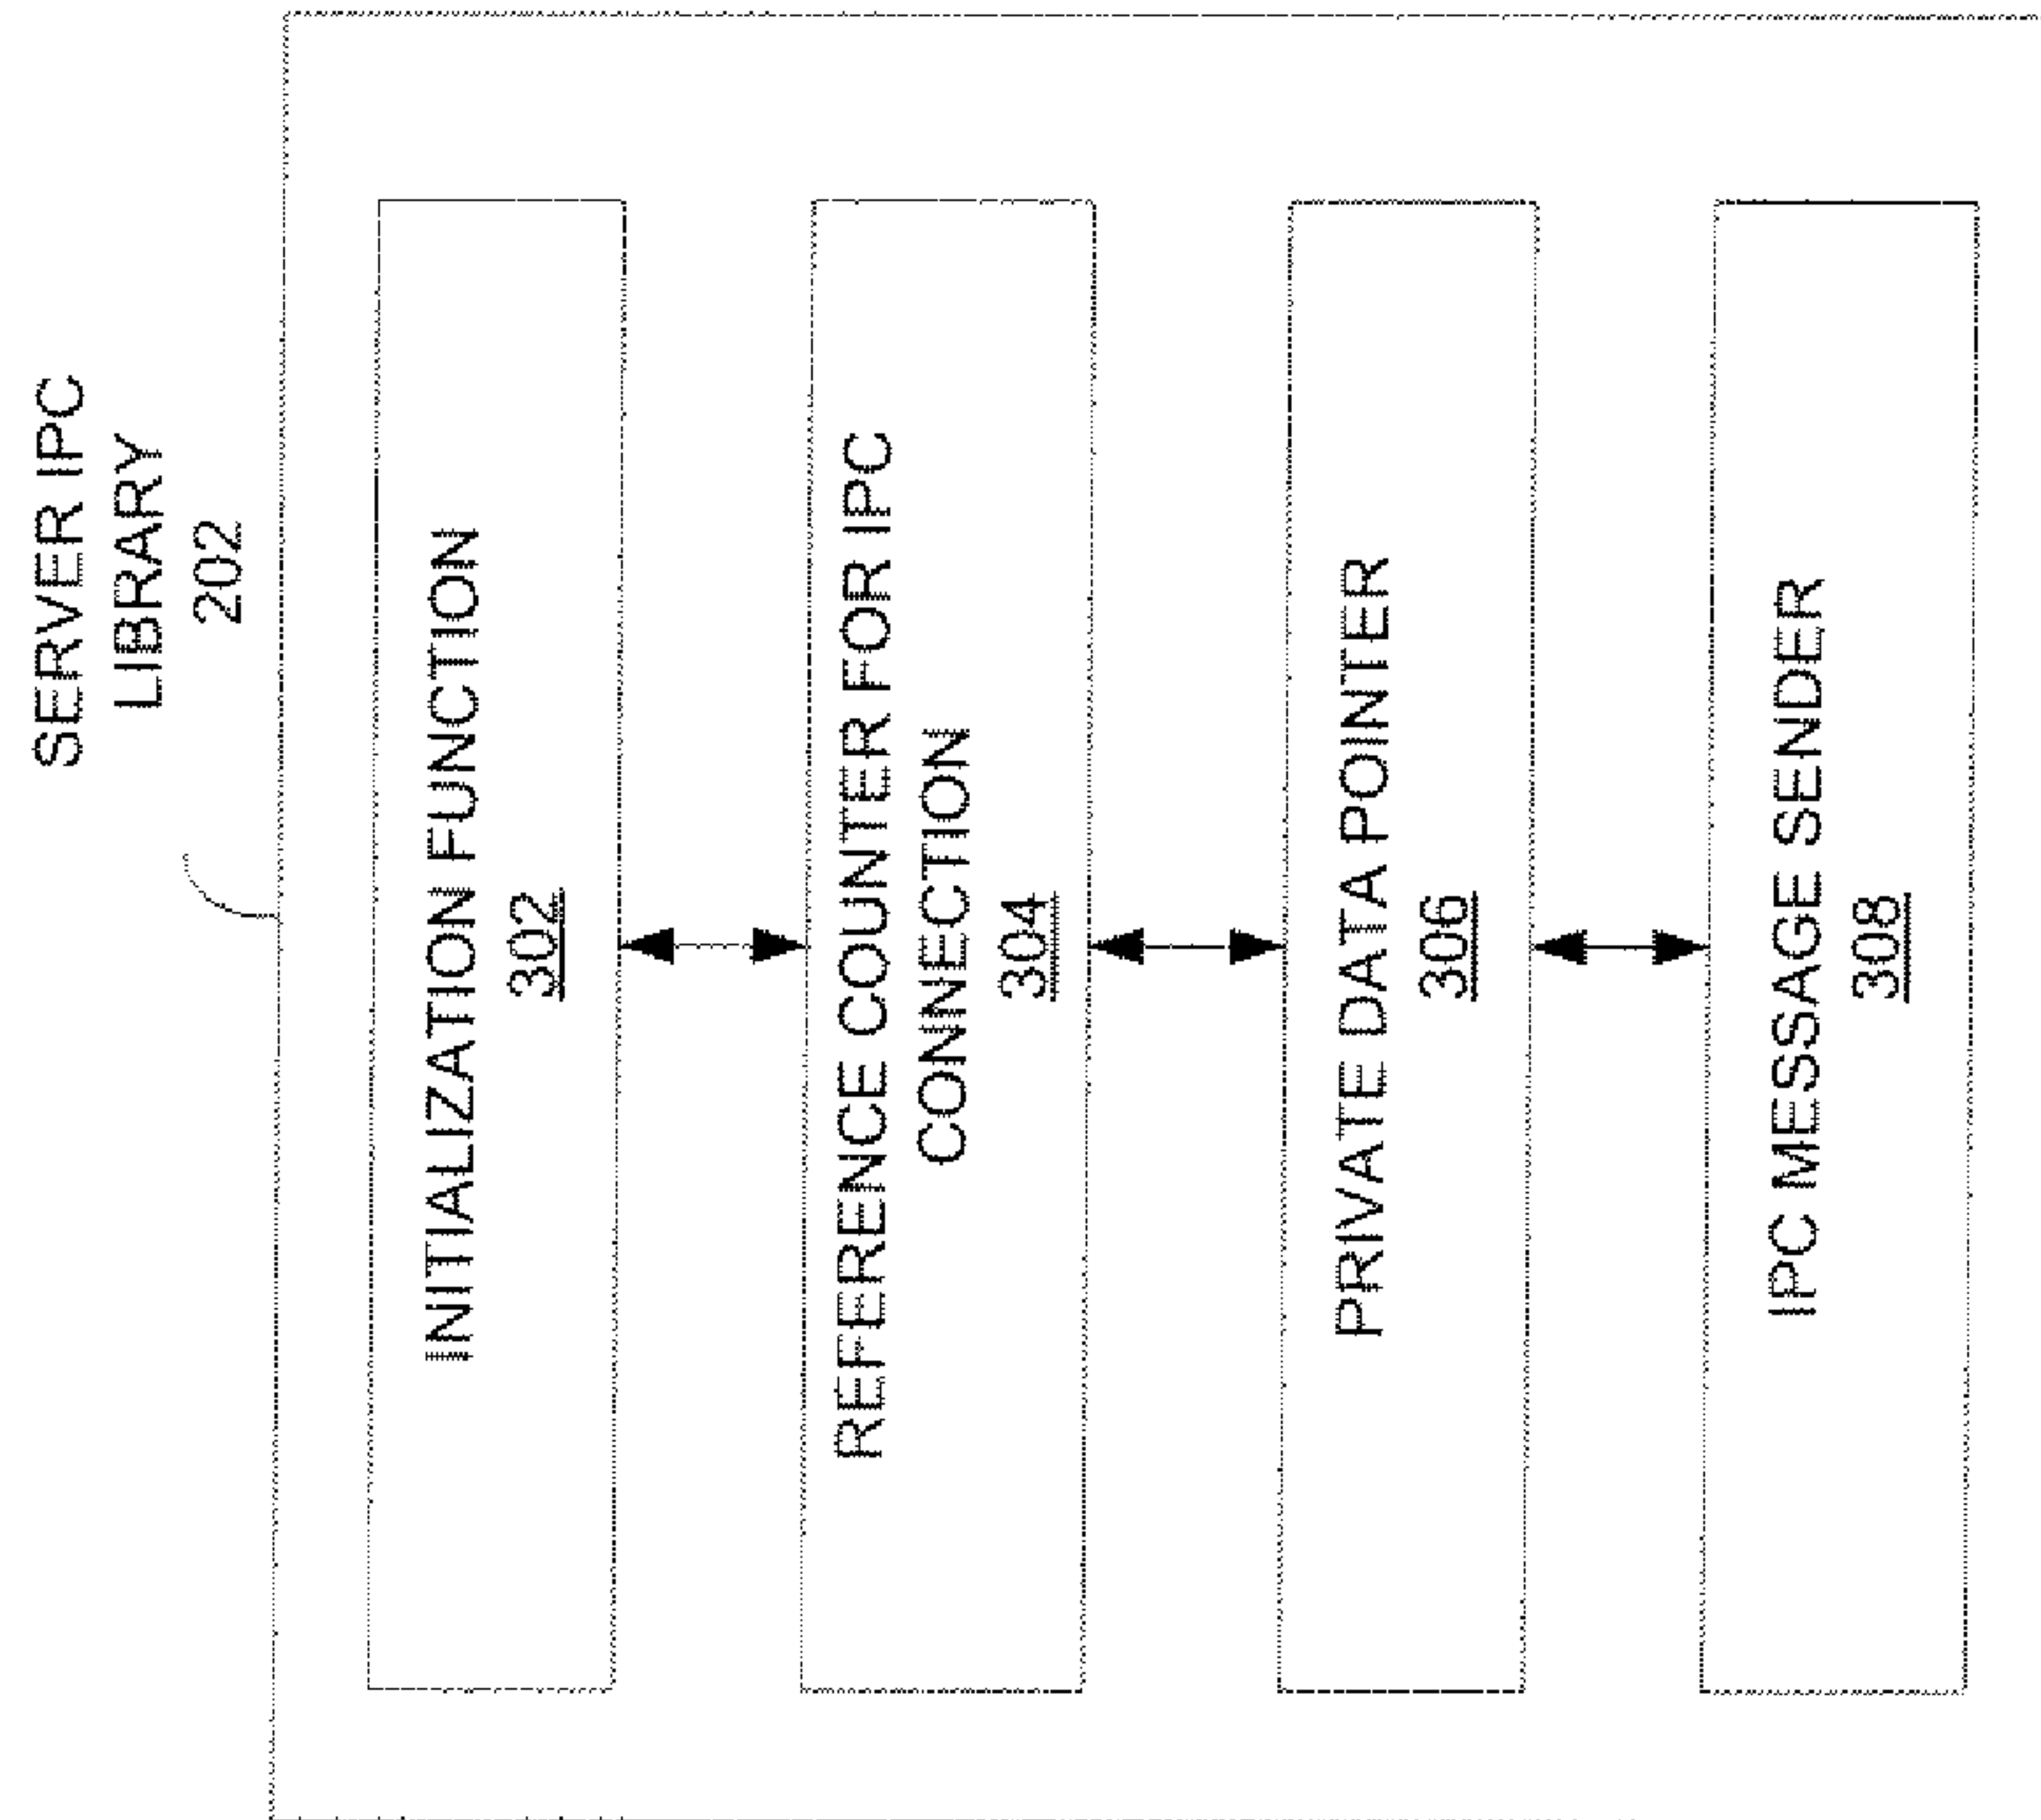 SERVER IPC
LIBRARY
202
INITIALIZATION FUNCTION
302
REFERENCE COUNTER FOR IPC
CONNECTION
304
PRIVATE DATA POINTER
306
IPC MESSAGE SENDER
308